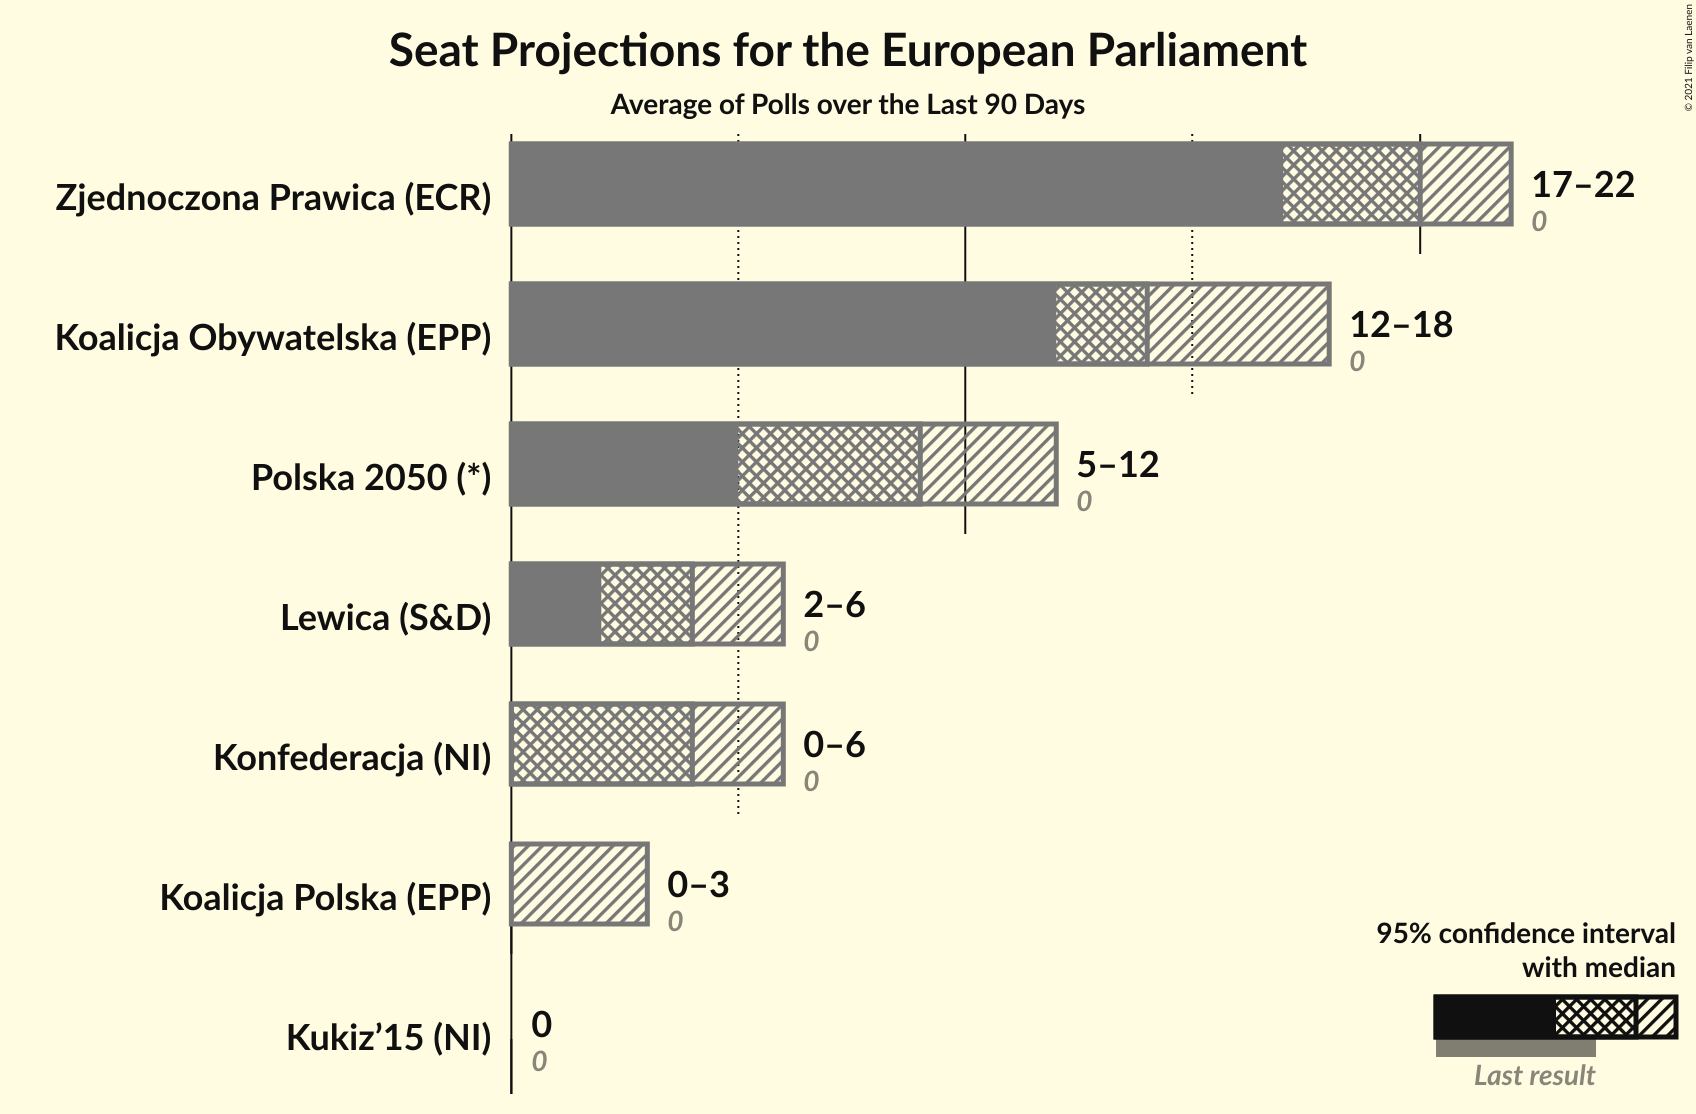 Seat Projections for the European Parliament
Average of Polls over the Last 90 Days
© 2021 Filip van Laenen
Zjednoczona Prawica (ECR)
17–22
0
Koalicja Obywatelska (EPP)
12–18
0
Polska 2050 (*)
5–12
0
Lewica (S&D)
2–6
0
Konfederacja (NI)
0–6
0
Koalicja Polska (EPP)
0–3
0
Kukiz’15 (NI)
0
0
95% confidence interval
with median
Last result